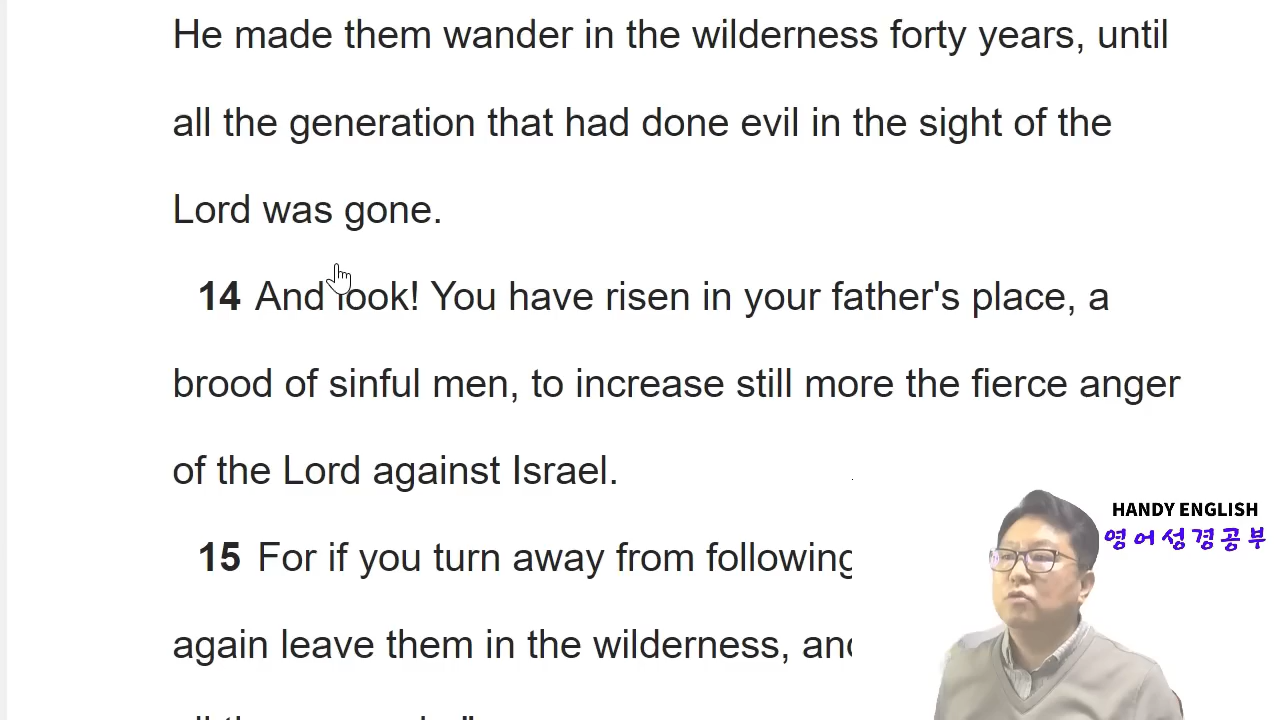 He made them wander in the wilderness forty years, until
all the generation that had done evil in the sight of the
Lord was gone.
14 And look! You have risen in your father's place, a
brood of sinful men, to increase still more the fierce anger
of the Lord against Israel.
15 For if you turn away from following
again leave them in the wilderness,
HANDY ENGLISH
영어성경공부